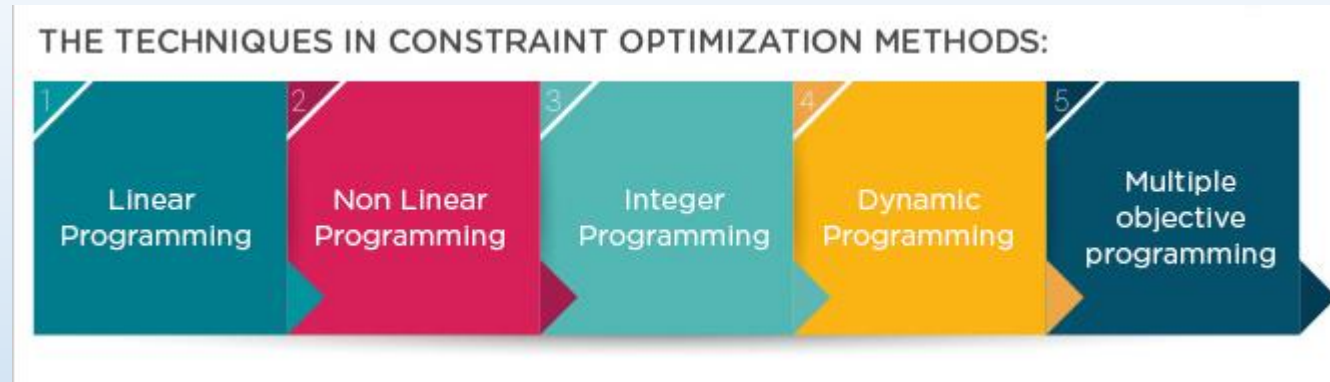 THE TECHNIQUES IN CONSTRAINT OPTIMIZATION METHODS:
1
Linear
Programming
2
Non Linear
Programming
3
Integer
Programming
4
Dynamic
Programming
5
Multiple
objective
programming